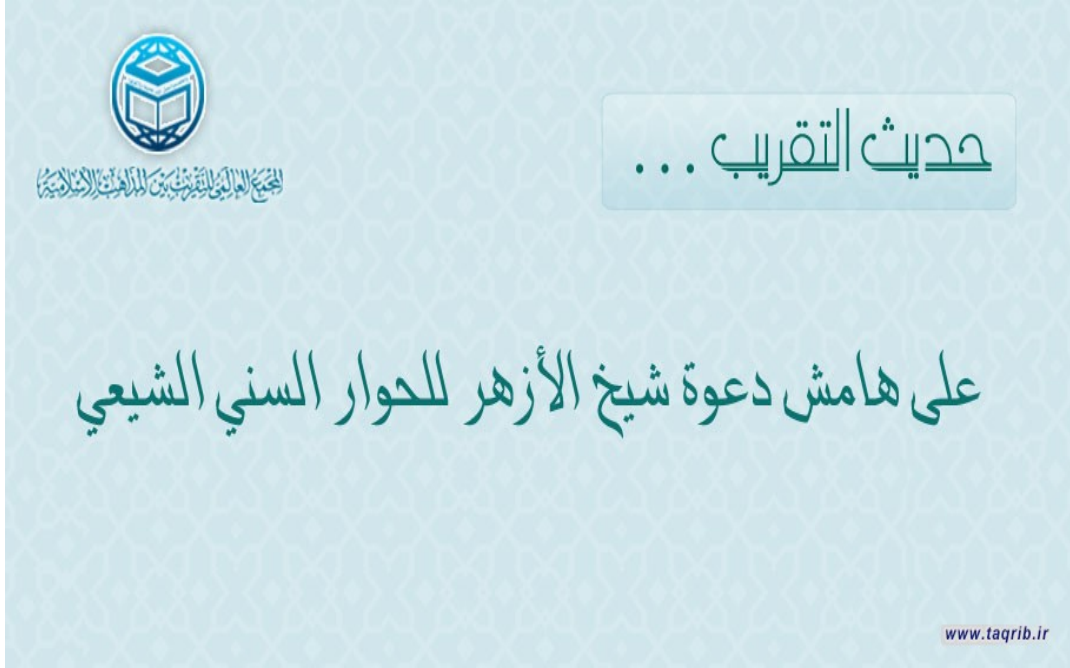 حديث التقريب ...
المجمع العالمي للتقريب بين المذاهب الإسلامية
على هامش دعوة شيخ الأزهر للحوار السني الشيعي
www.taqrib.ir